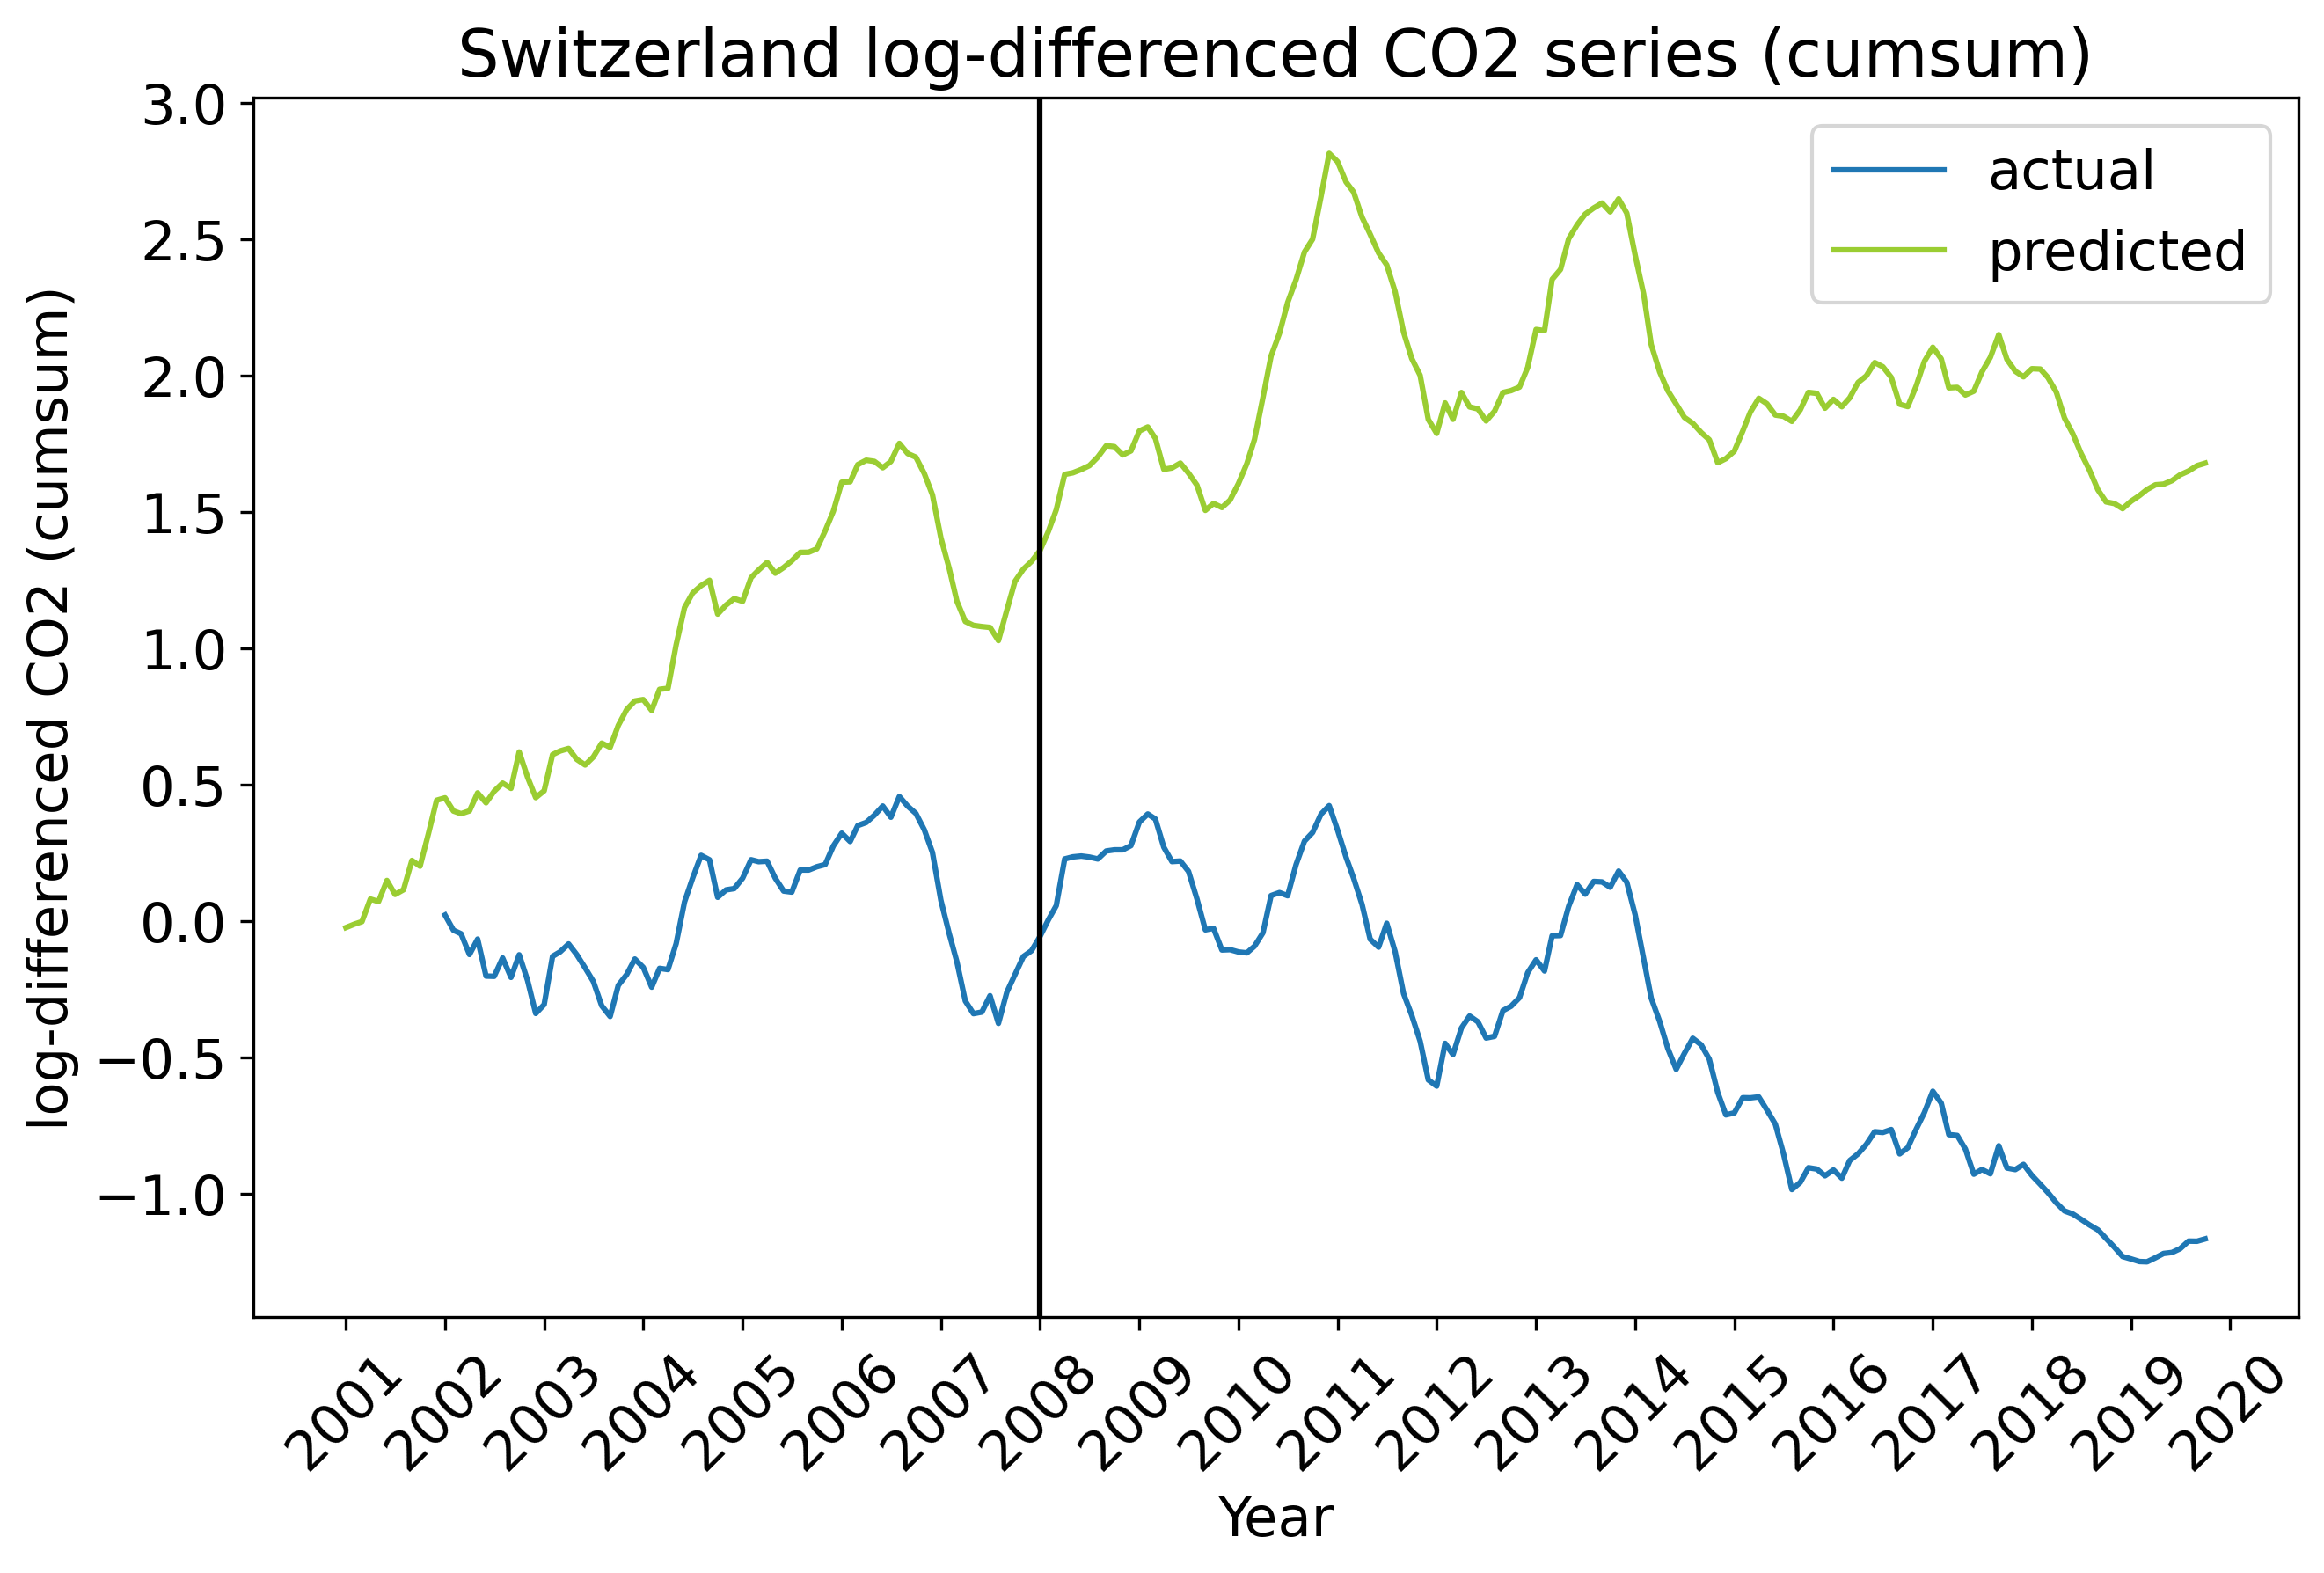 Switzerland log-differenced CO2 series (cumsum)
3.0
2.5
2.0
1.5
1.0
0.5
0.0
−0.5
−1.0
log-differenced CO2 (cumsum)
actual
predicted
2001 2002 2003 2004 2005 2006 2007 2008 2009 2010 2011 2012 2013 2014 2015 2016 2017 2018 2019 2020
Year